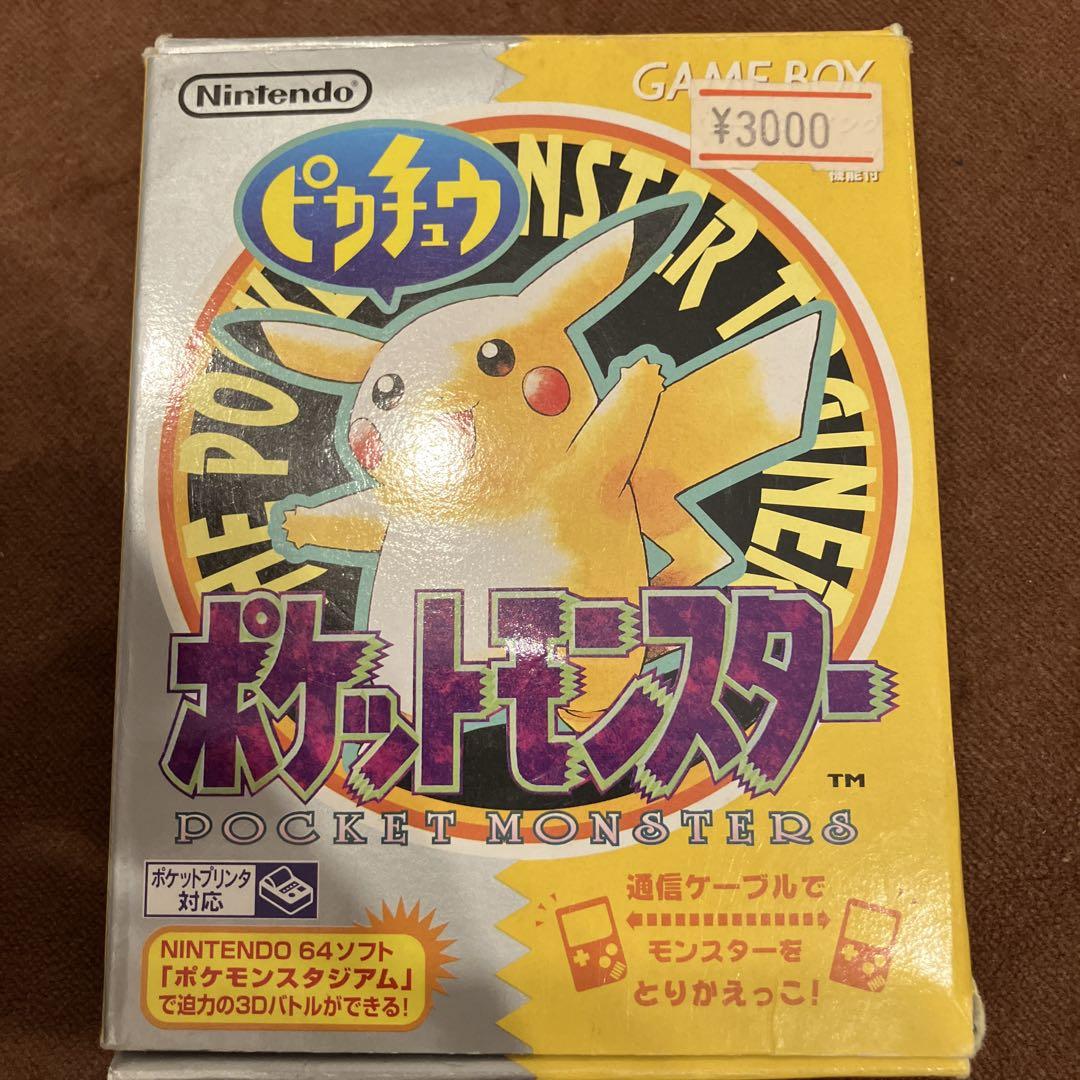 Nintendo®
GAME BOY
¥3000
機能付
ピカチュウ
ポケットモンスター
TM
POCKET MONSTERS
ポケットプリンタ
対応
NINTENDO 64ソフト
「ポケモンスタジアム」
で迫力の3Dバトルができる!
通信ケーブルで
モンスターを
とりかえっこ!